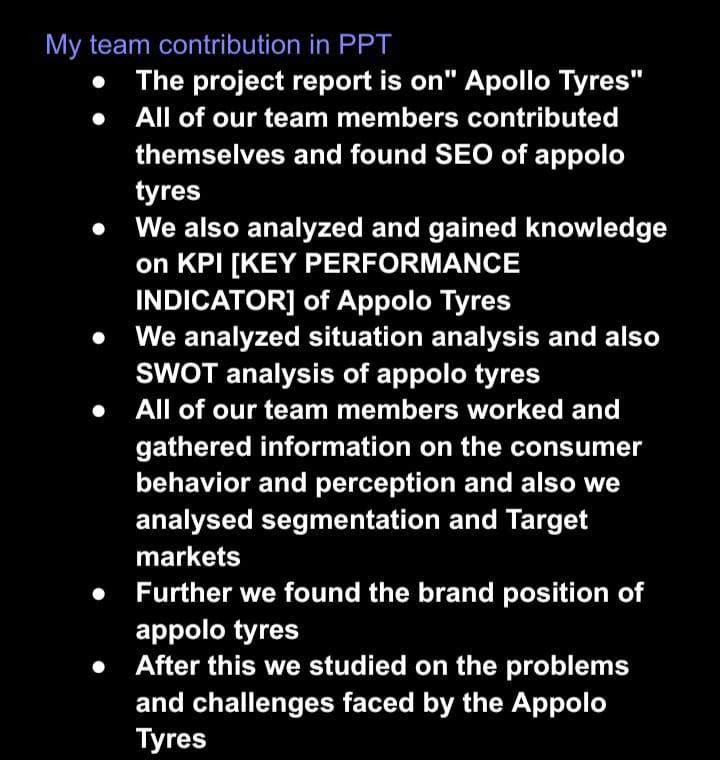 My team contribution in PPT
● The project report is on" Apollo Tyres"
● All of our team members contributed
themselves and found SEO of appolo
tyres
● We also analyzed and gained knowledge
on KPI [KEY PERFORMANCE
INDICATOR] of Appolo Tyres
● We analyzed situation analysis and also
SWOT analysis of appolo tyres
● All of our team members worked and
gathered information on the consumer
behavior and perception and also we
analysed segmentation and Target
markets
● Further we found the brand position of
appolo tyres
● After this we studied on the problems
and challenges faced by the Appolo
Tyres